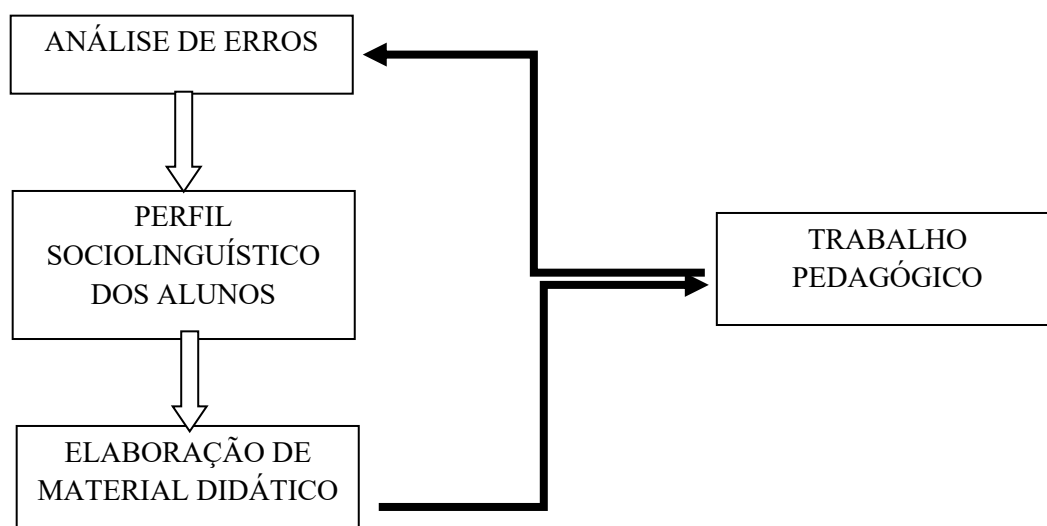 ANÁLISE DE ERROS
PERFIL
SOCIOLINGUÍSTICO
DOS ALUNOS
ELABORAÇÃO DE
MATERIAL DIDÁTICO
TRABALHO
PEDAGÓGICO